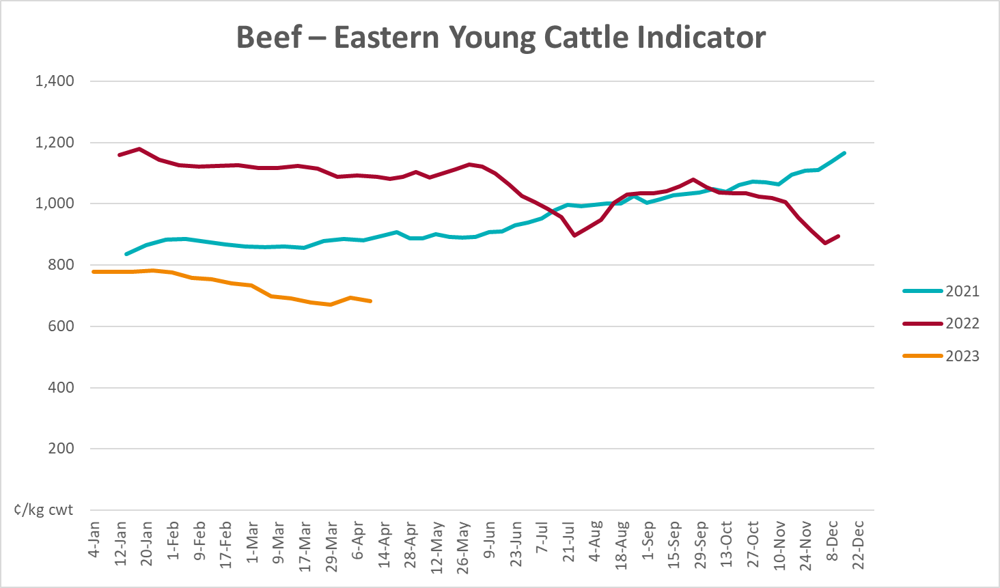 Beef – Eastern Young Cattle Indicator
1,400
1,200
1,000
800
600
400
200
¢/kg cwt
4-Jan
12-Jan
20-Jan
1-Feb
9-Feb
17-Feb
1-Mar
9-Mar
17-Mar
29-Mar
6-Apr
14-Apr
28-Apr
12-May
26-May
9-Jun
23-Jun
7-Jul
21-Jul
4-Aug
18-Aug
1-Sep
15-Sep
29-Sep
13-Oct
27-Oct
10-Nov
24-Nov
8-Dec
22-Dec
2021
2022
2023